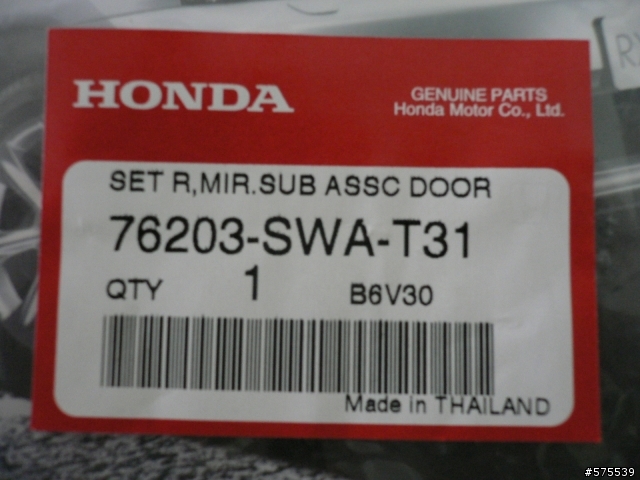 HONDA
GENUINE PARTS
Honda Motor Co., Ltd.
SET R,MIR.SUB ASSC DOOR
76203-SWA-T31
QTY 1 B6V30
Made in THAILAND
#575539